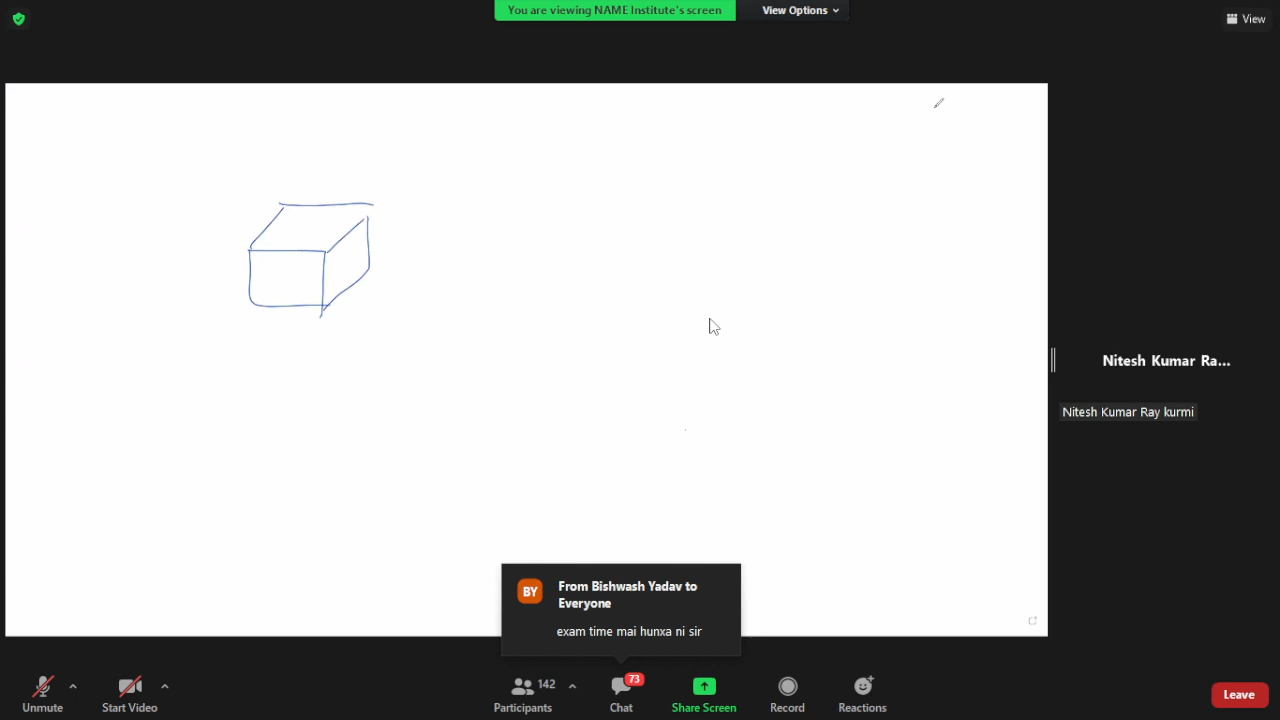 You are viewing NAME Institute's screen
View Options
View
Nitesh Kumar Ra...
Nitesh Kumar Ray kurmi
BY
From Bishwash Yadav to
Everyone
exam time mai hunxa ni sir
Unmute
Start Video
142
Participants
73
Chat
Share Screen
Record
Reactions
Leave